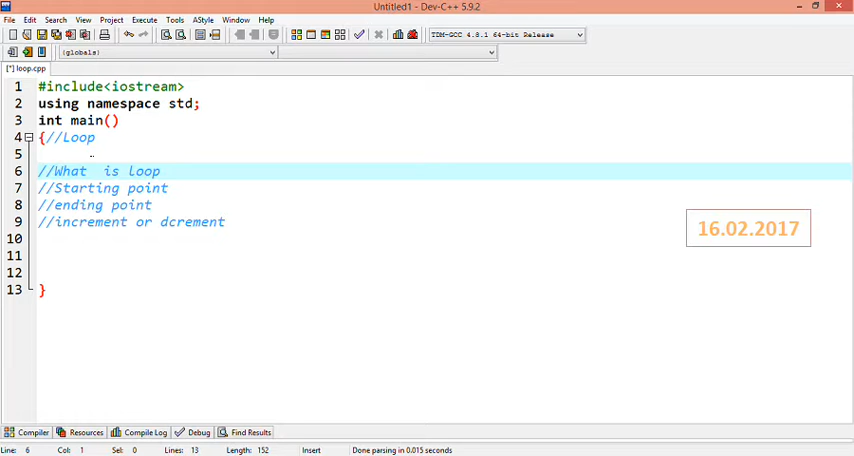 Untitled1 - Dev-C++ 5.9.2
File Edit Search View Project Execute Tools AStyle Window Help
TDM-GCC 4.8.1 64-bit Release
(globals)
[*] loop.cpp
1 #include<iostream>
2 using namespace std;
3 int main()
4 {//Loop
5
6 //What  is loop
7 //Starting point
8 //ending point
9 //increment or dcrement
16.02.2017
10
11
12
13 }
Compiler Resources Compile Log Debug Find Results
Line: 6 Col: 1 Sel: 0 Lines: 13 Length: 152 Insert Done parsing in 0.015 seconds